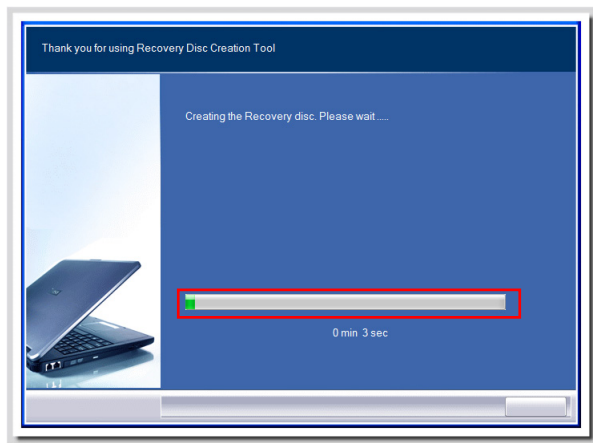 Thank you for using Recovery Disc Creation Tool
Creating the Recovery disc. Please wait .....
0 min 3 sec